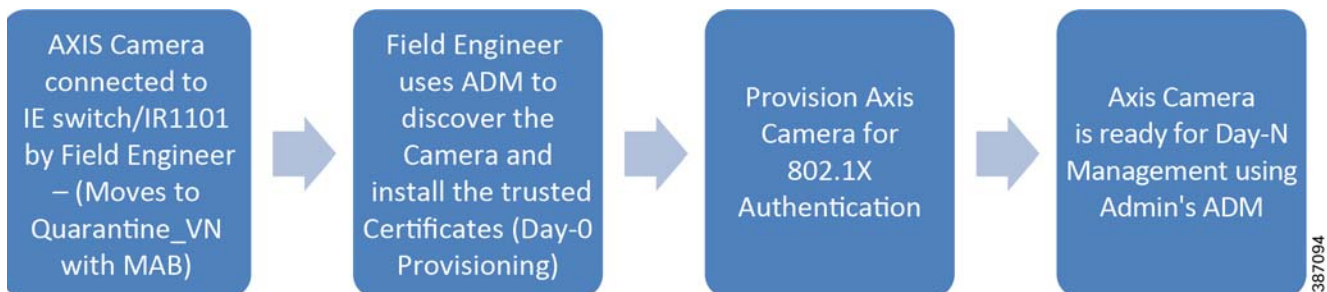 AXIS Camera
connected to
IE switch/IR1101
by Field Engineer
– (Moves to
Quarantine_VN
with MAB)
Field Engineer
uses ADM to
discover the
Camera and
install the trusted
Certificates (Day-0
Provisioning)
Provision Axis
Camera for
802.1X
Authentication
Axis Camera
is ready for Day-N
Management using
Admin's ADM
387094